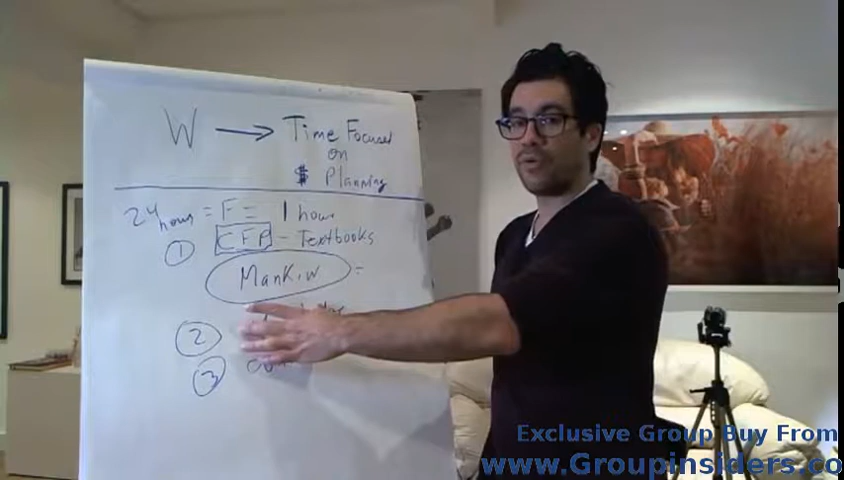 W → Time Focused
on
$ Planning
24 hours = F = 1 hour
① CFP - Textbooks
Mankiw =
②
③
Exclusive Group Buy From
www.Groupinsiders.co